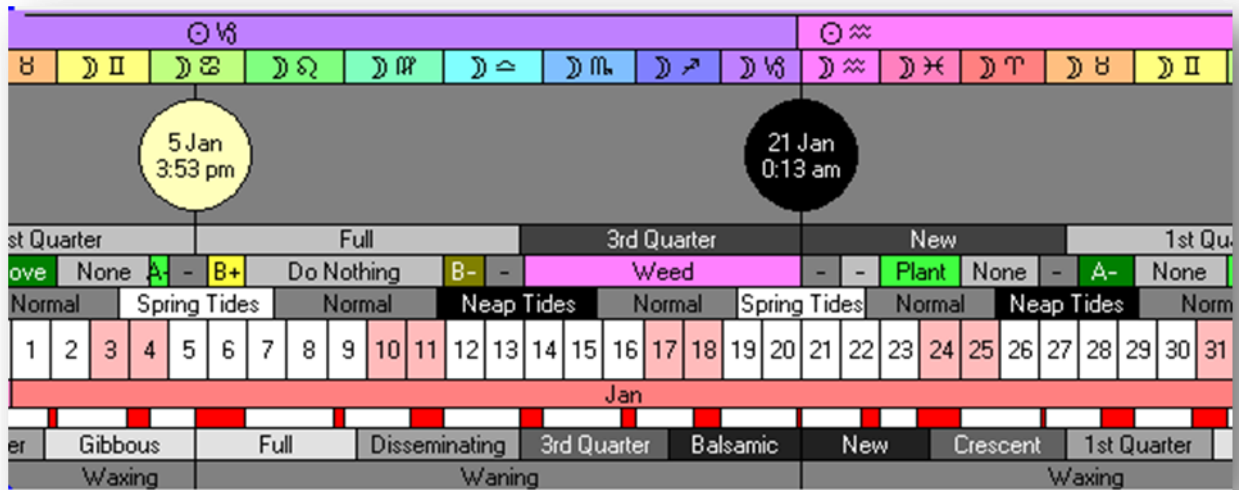 ☉ ♑ ☉ ♒
♉ ☽ ♊ ☽ ♋ ☽ ♌ ☽ ♍ ☽ ♎ ☽ ♏ ☽ ♐ ☽ ♑ ☽ ♒ ☽ ♓ ☽ ♈ ☽ ♉ ☽ ♊
5 Jan
3:53 pm
21 Jan
0:13 am
st Quarter Full 3rd Quarter New 1st Qu
ove None A- - B+ Do Nothing B- - Weed - - Plant None - A- None
Normal Spring Tides Normal Neap Tides Normal Spring Tides Normal Neap Tides Norm
1 2 3 4 5 6 7 8 9 10 11 12 13 14 15 16 17 18 19 20 21 22 23 24 25 26 27 28 29 30 31
Jan
er Gibbous Full Disseminating 3rd Quarter Balsamic New Crescent 1st Quarter
Waxing Waning Waxing